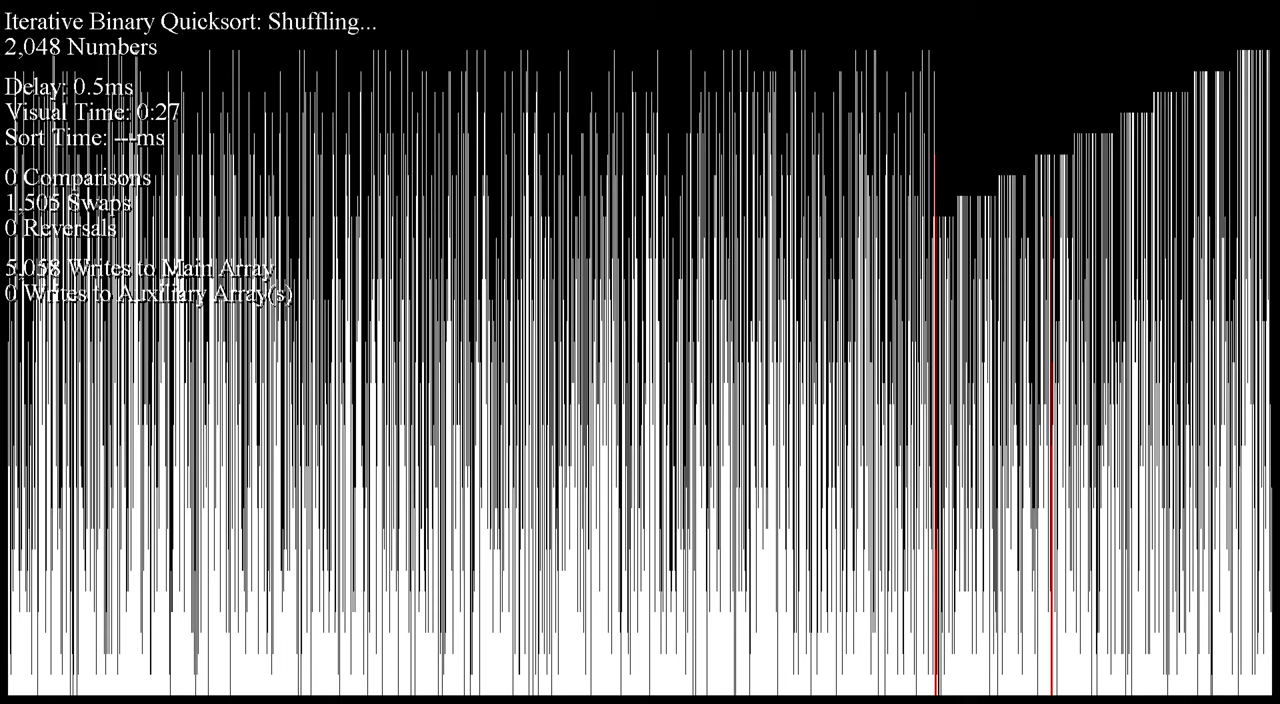 Iterative Binary Quicksort: Shuffling...
2,048 Numbers
Delay: 0.5ms
Visual Time: 0:27
Sort Time: ---ms
0 Comparisons
1,505 Swaps
0 Reversals
5,058 Writes to Main Array
0 Writes to Auxiliary Array(s)